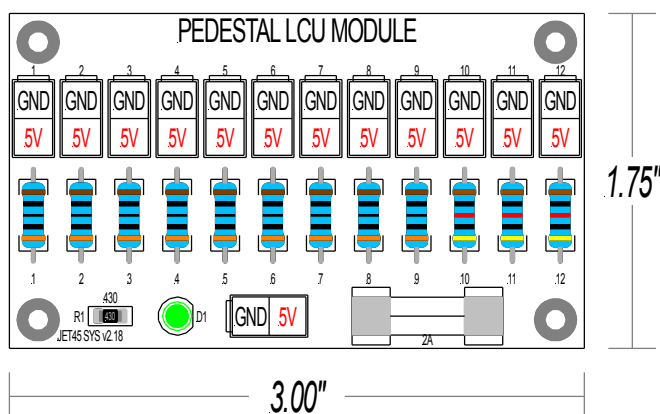 PEDESTAL LCU MODULE
1 2 3 4 5 6 7 8 9 10 11 12
GND GND GND GND GND GND GND GND GND GND GND GND
.5V .5V .5V .5V .5V .5V .5V .5V .5V .5V .5V .5V
1.75"
.1 .2 .3 .4 .5 .6 .7 .8 .9 .10 .11 .12
.430
R1 430 D1 GND .5V
JET45 SYS v2.18
2A
3.00"